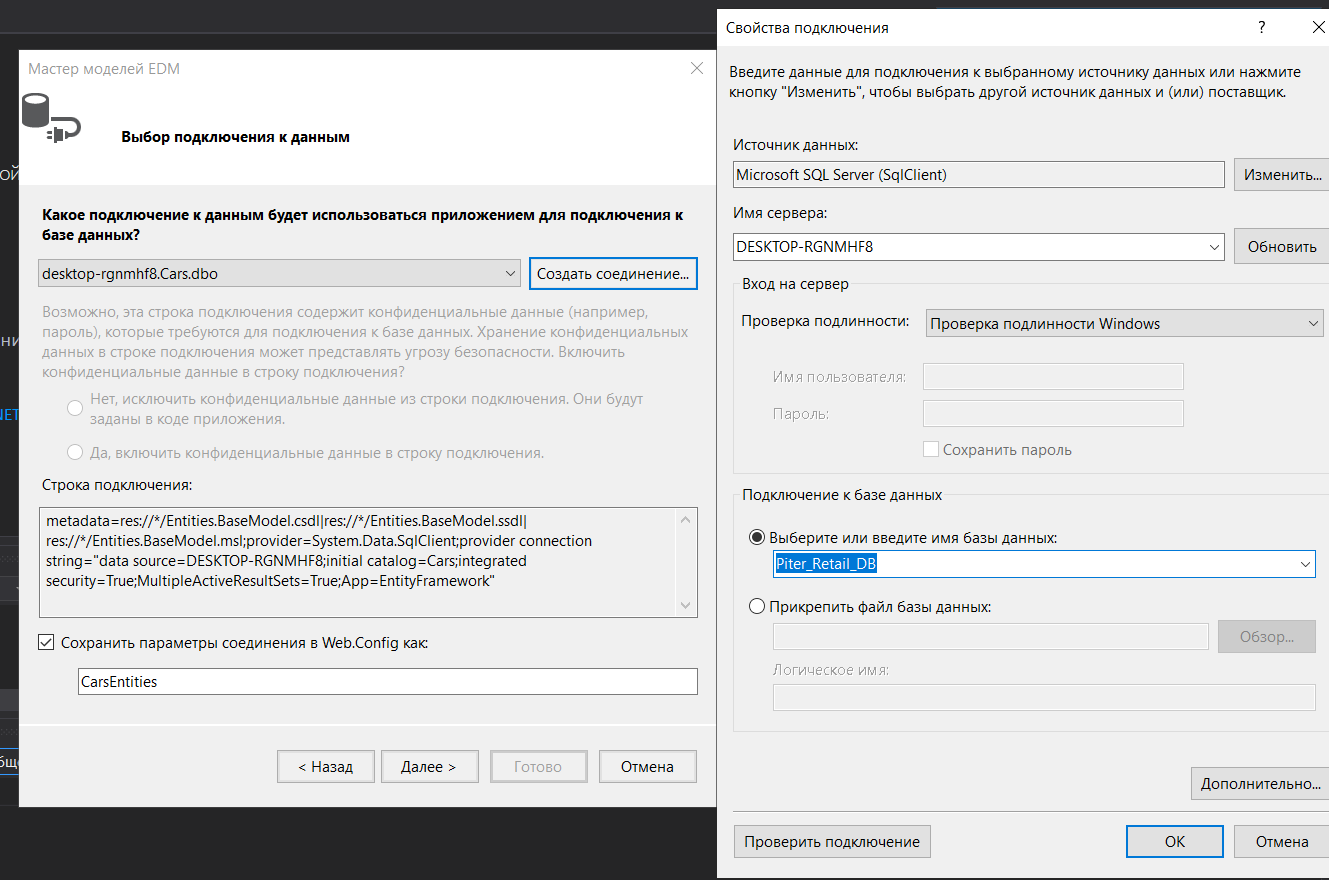 Мастер моделей EDM
Выбор подключения к данным
Какое подключение к данным будет использоваться приложением для подключения к
базе данных?
desktop-rgnmhf8.Cars.dbo
Создать соединение...
Возможно, эта строка подключения содержит конфиденциальные данные (например,
пароль), которые требуются для подключения к базе данных. Хранение конфиденциальных
данных в строке подключения может представлять угрозу безопасности. Включить
конфиденциальные данные в строку подключения?
Нет, исключить конфиденциальные данные из строки подключения. Они будут
заданы в коде приложения.
Да, включить конфиденциальные данные в строку подключения.
Строка подключения:
metadata=res://*/Entities.BaseModel.csdl|res://*/Entities.BaseModel.ssdl|
res://*/Entities.BaseModel.msl;provider=System.Data.SqlClient;provider connection
string="data source=DESKTOP-RGNMHF8;initial catalog=Cars;integrated
security=True;MultipleActiveResultSets=True;App=EntityFramework"
Сохранить параметры соединения в Web.Config как:
CarsEntities
< Назад
Далее >
Готово
Отмена
Свойства подключения
?
Введите данные для подключения к выбранному источнику данных или нажмите
кнопку "Изменить", чтобы выбрать другой источник данных и (или) поставщик.
Источник данных:
Microsoft SQL Server (SqlClient)
Изменить...
Имя сервера:
DESKTOP-RGNMHF8
Обновить
Вход на сервер
Проверка подлинности:
Проверка подлинности Windows
Имя пользователя:
Пароль:
Сохранить пароль
Подключение к базе данных
Выберите или введите имя базы данных:
Piter_Retail_DB
Прикрепить файл базы данных:
Обзор...
Логическое имя:
Дополнительно...
Проверить подключение
ОК
Отмена